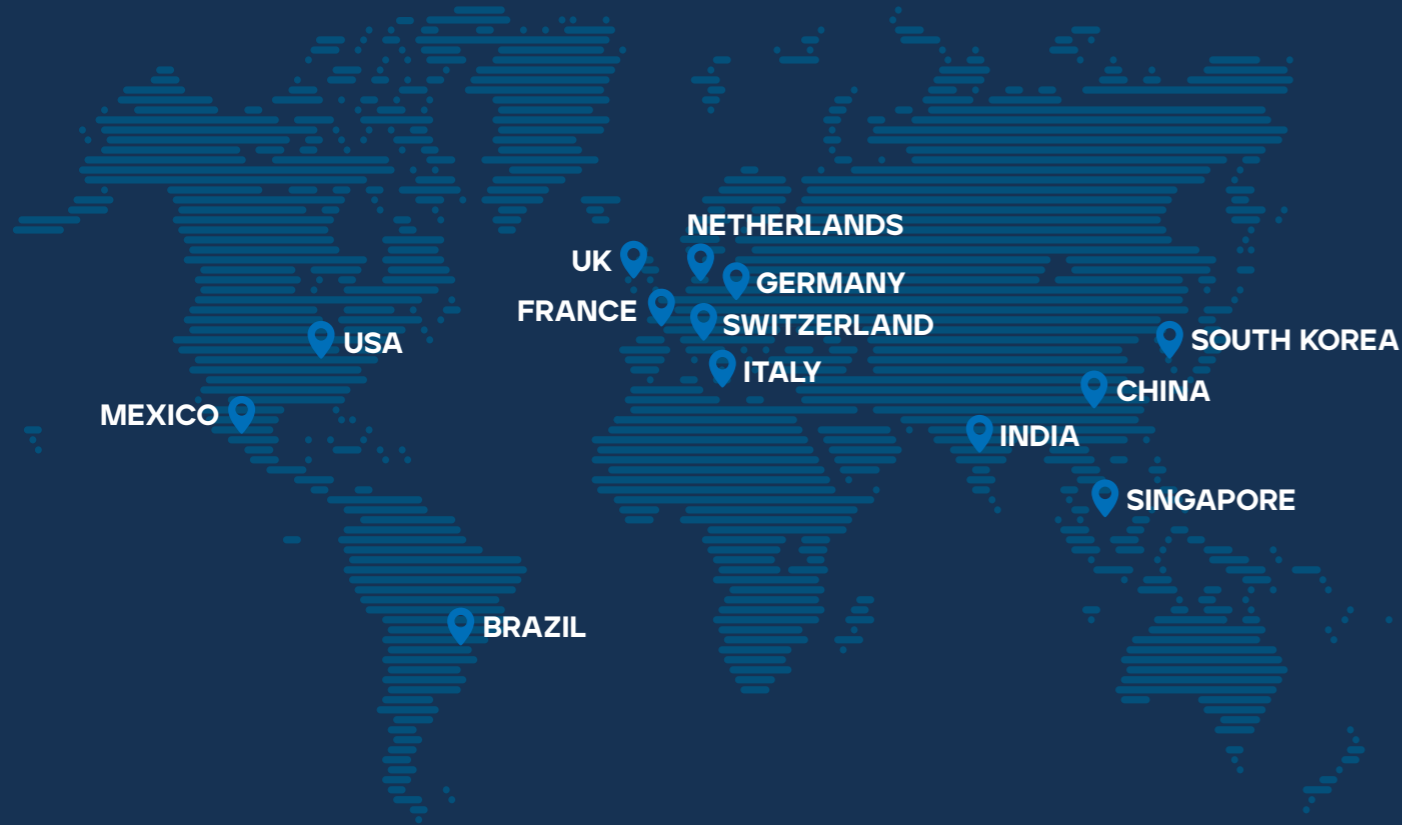 NETHERLANDS
UK
GERMANY
FRANCE
SWITZERLAND
USA
SOUTH KOREA
ITALY
CHINA
MEXICO
INDIA
SINGAPORE
BRAZIL